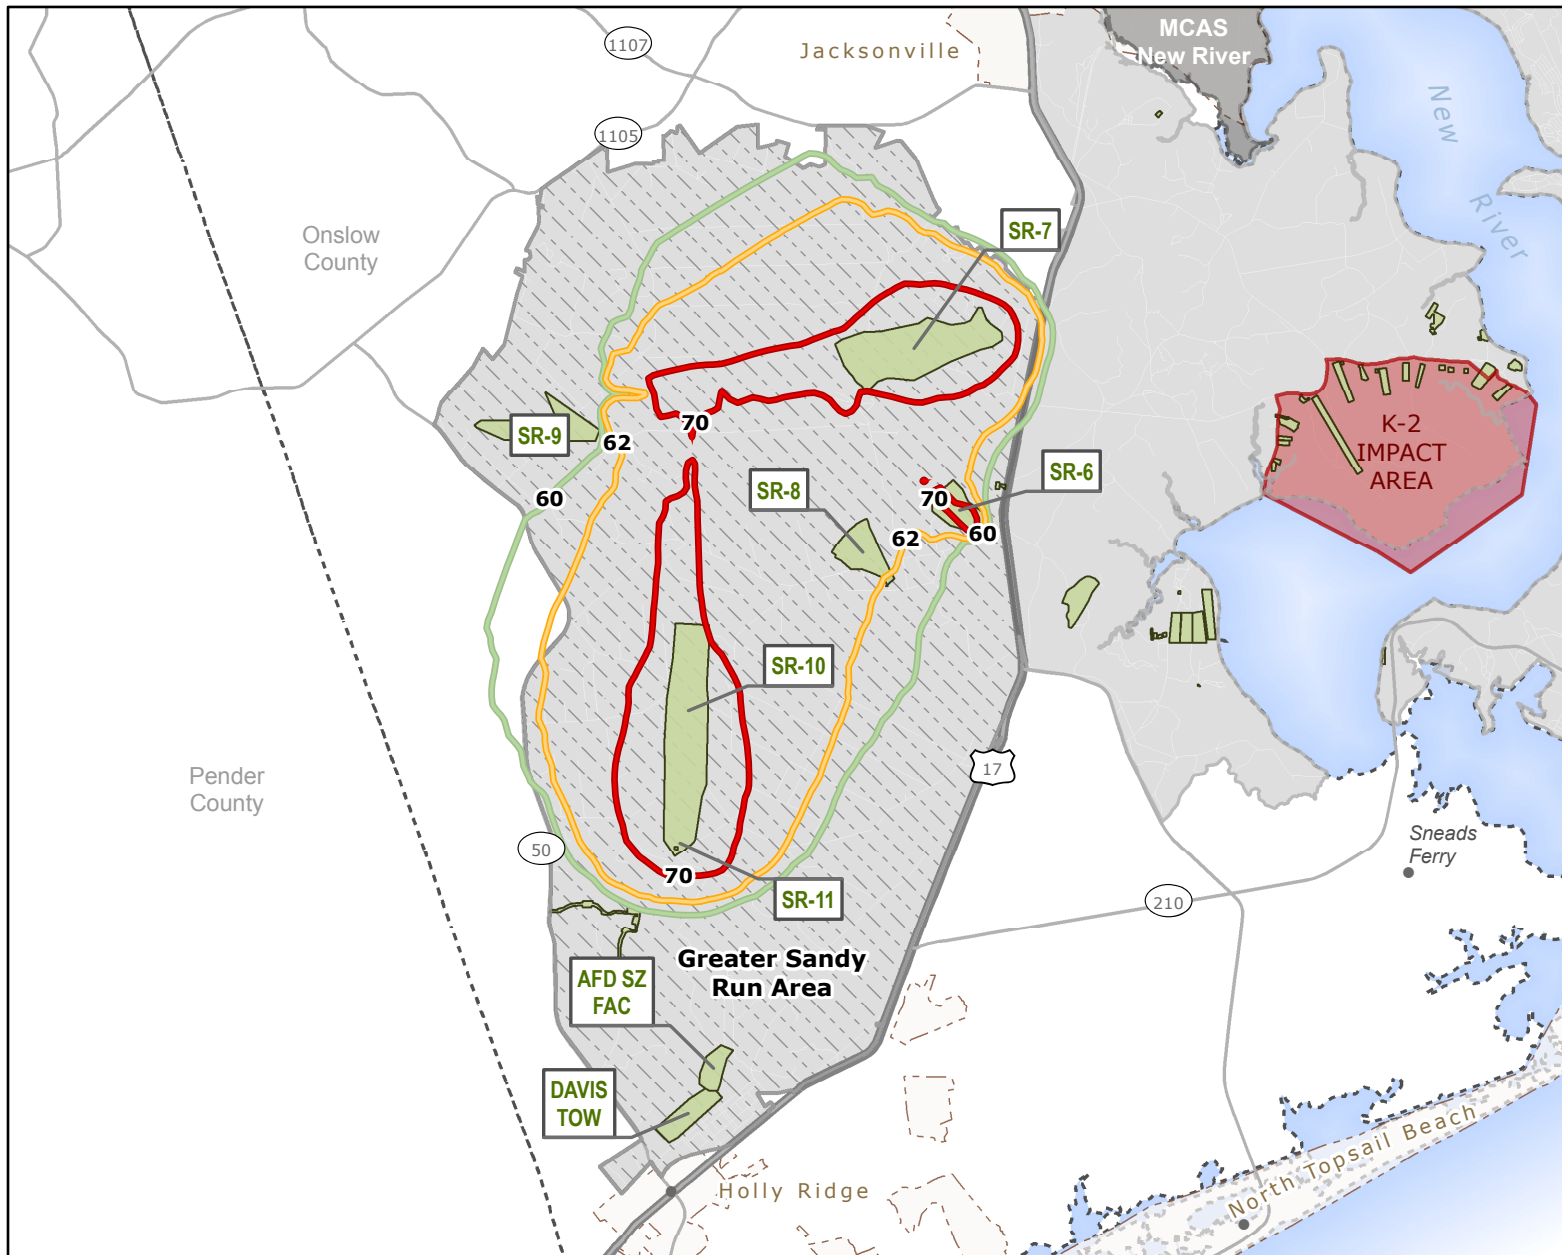 MCAS
New River
1107
Jacksonville
New
1105
River
Onslow
County
SR-7
K-2
IMPACT
AREA
70
SR-9
62
SR-6
SR-8
60
70
62
60
SR-10
17
Pender
County
50
Sneads
Ferry
70
SR-11
210
Greater Sandy
Run Area
AFD SZ
FAC
DAVIS
TOW
North Topsail Beach
Holly Ridge